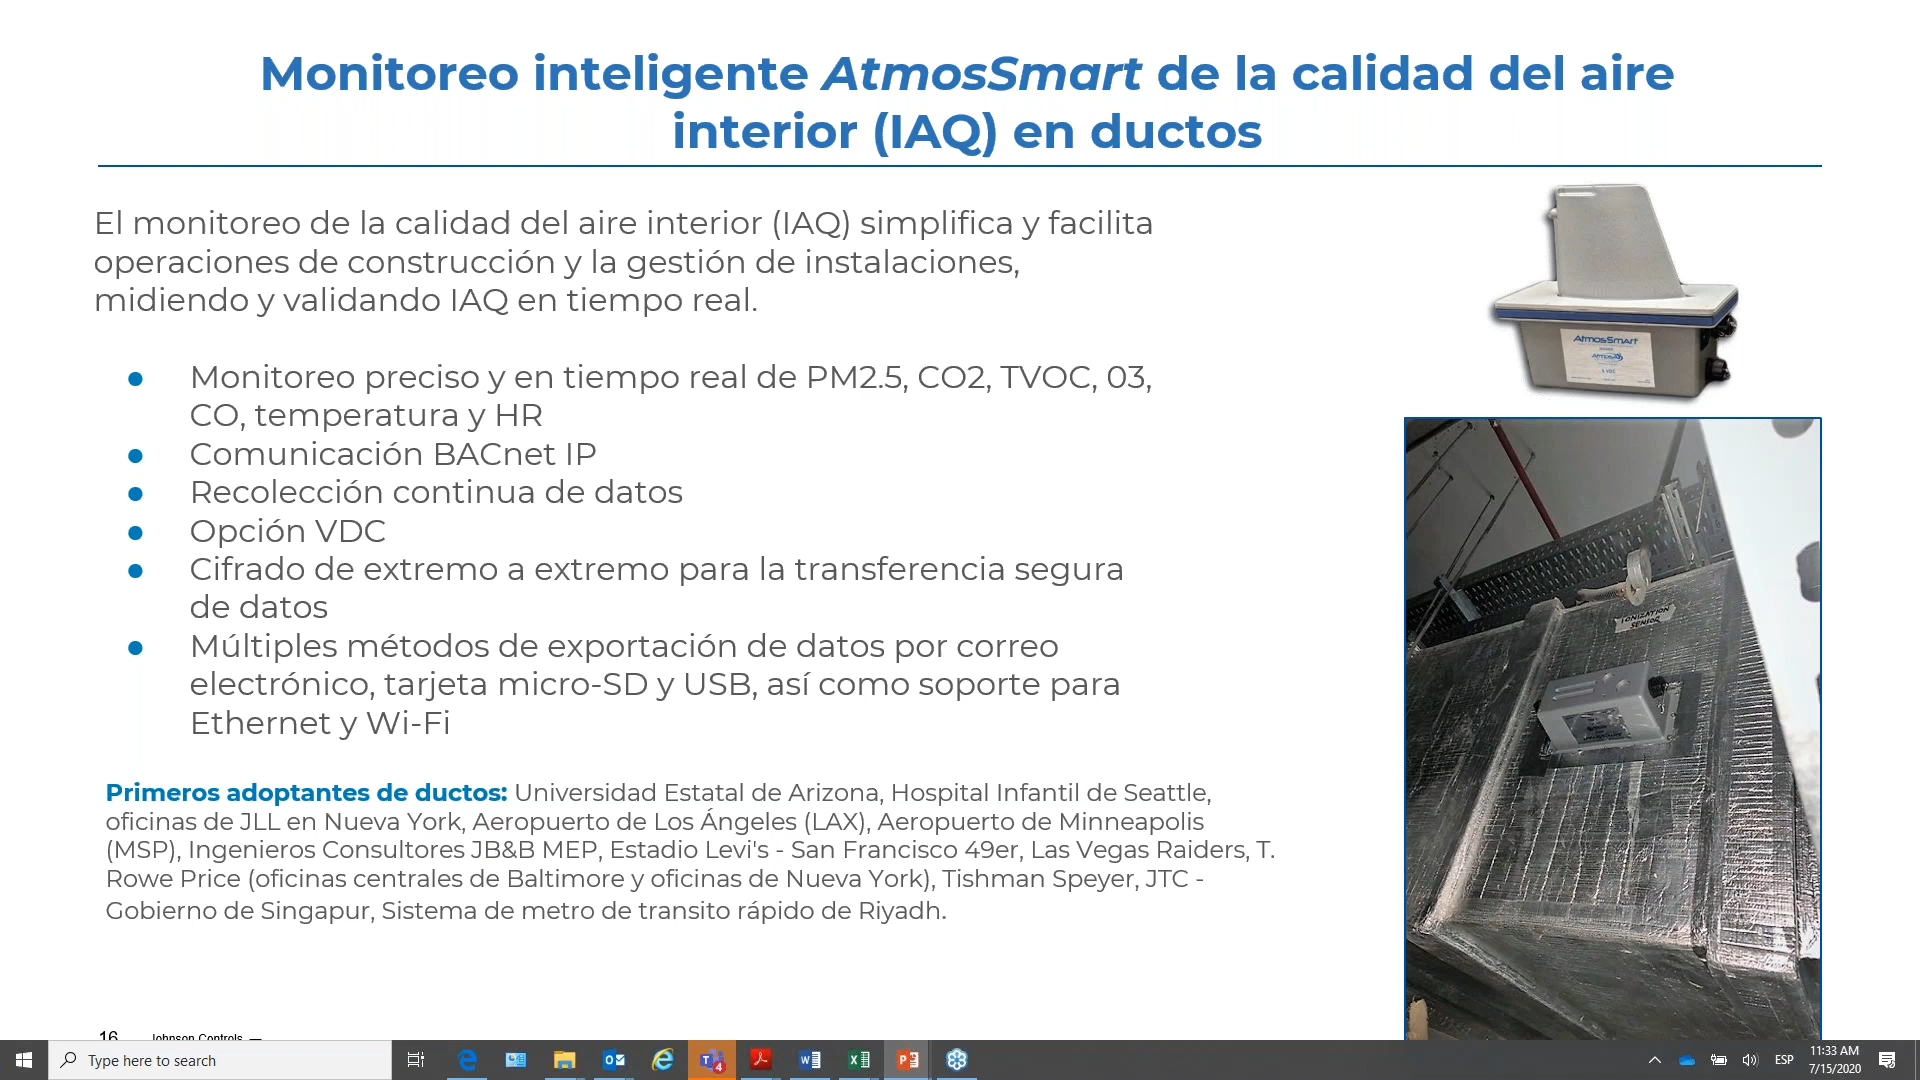 Monitoreo inteligente AtmosSmart de la calidad del aire
interior (IAQ) en ductos
El monitoreo de la calidad del aire interior (IAQ) simplifica y facilita
operaciones de construcción y la gestión de instalaciones,
midiendo y validando IAQ en tiempo real.
● Monitoreo preciso y en tiempo real de PM2.5, CO2, TVOC, 03,
CO, temperatura y HR
● Comunicación BACnet IP
● Recolección continua de datos
● Opción VDC
● Cifrado de extremo a extremo para la transferencia segura
de datos
● Múltiples métodos de exportación de datos por correo
electrónico, tarjeta micro-SD y USB, así como soporte para
Ethernet y Wi-Fi
Primeros adoptantes de ductos: Universidad Estatal de Arizona, Hospital Infantil de Seattle,
oficinas de JLL en Nueva York, Aeropuerto de Los Ángeles (LAX), Aeropuerto de Minneapolis
(MSP), Ingenieros Consultores JB&B MEP, Estadio Levi's - San Francisco 49er, Las Vegas Raiders, T.
Rowe Price (oficinas centrales de Baltimore y oficinas de Nueva York), Tishman Speyer, JTC -
Gobierno de Singapur, Sistema de metro de transito rápido de Riyadh.
AtmosSmart
IONIZATION
SENSOR
16 Johnson Controls —
Type here to search
4
ESP
11:33 AM
7/15/2020